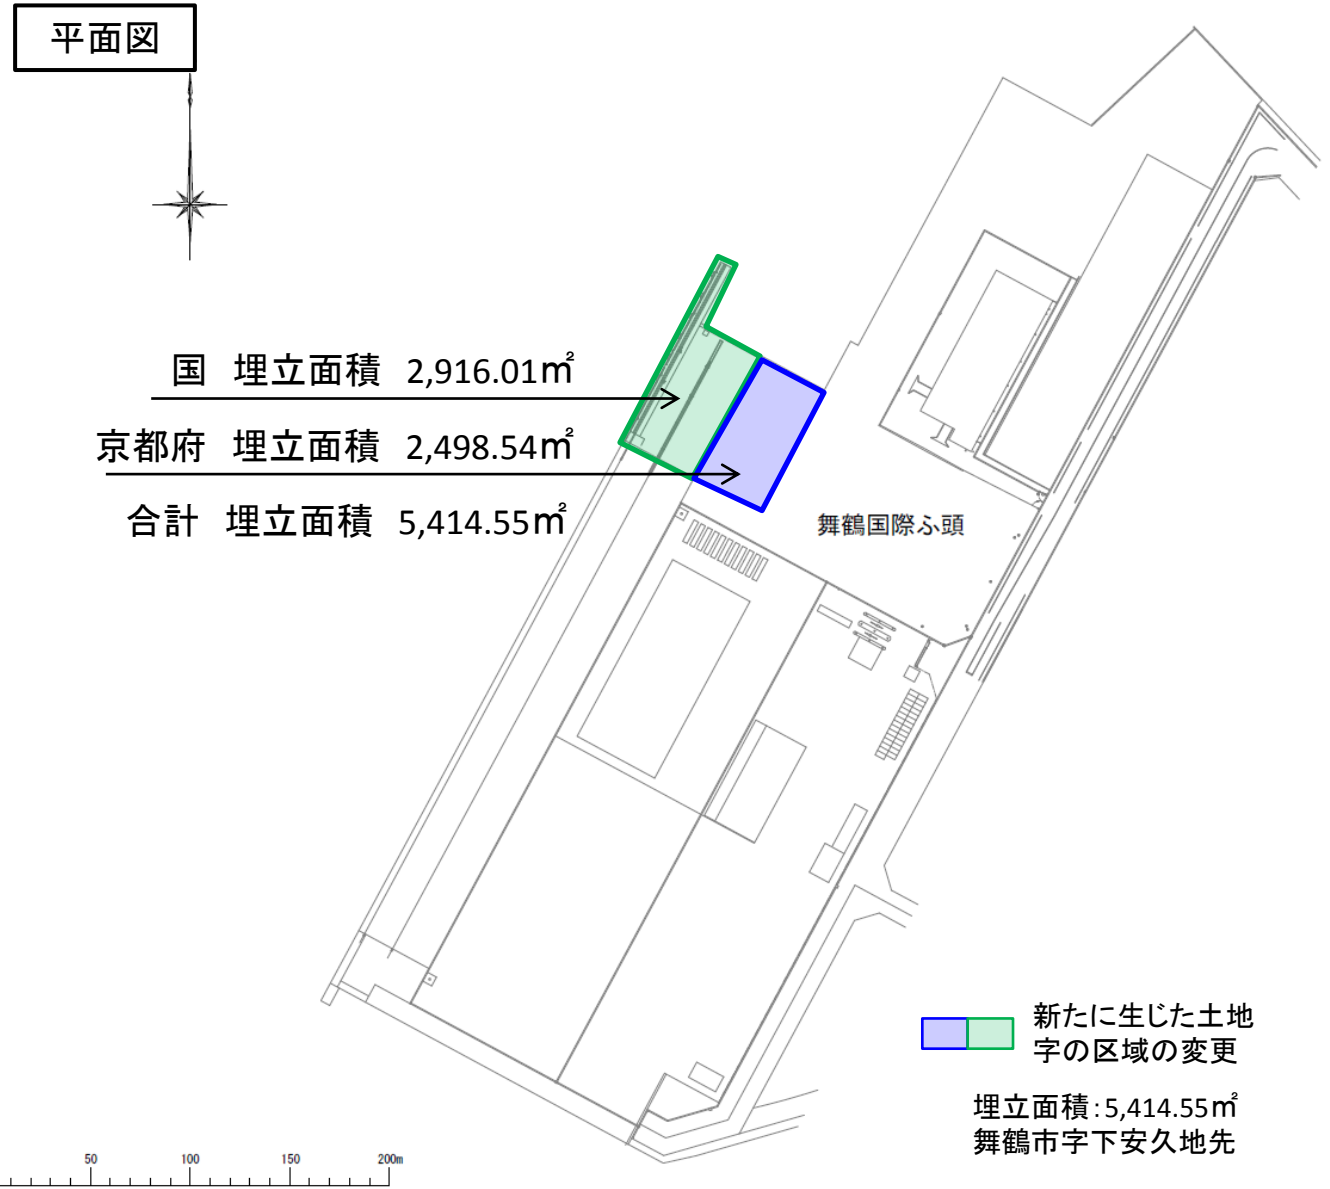 平面図
国 埋立面積 2,916.01㎡
京都府 埋立面積 2,498.54㎡
合計 埋立面積 5,414.55㎡
舞鶴国際ふ頭
新たに生じた土地
字の区域の変更
埋立面積:5,414.55㎡
舞鶴市字下安久地先
50 100 150 200m